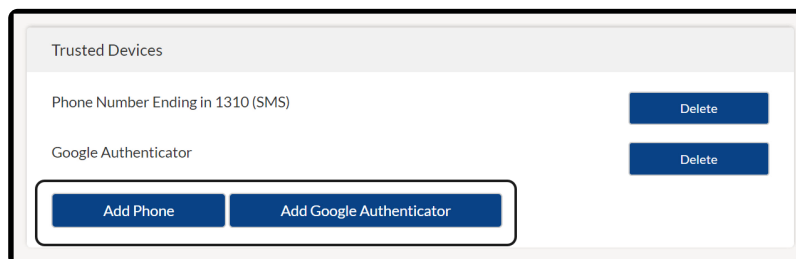 Trusted Devices
Phone Number Ending in 1310 (SMS)
Delete
Google Authenticator
Delete
Add Phone
Add Google Authenticator